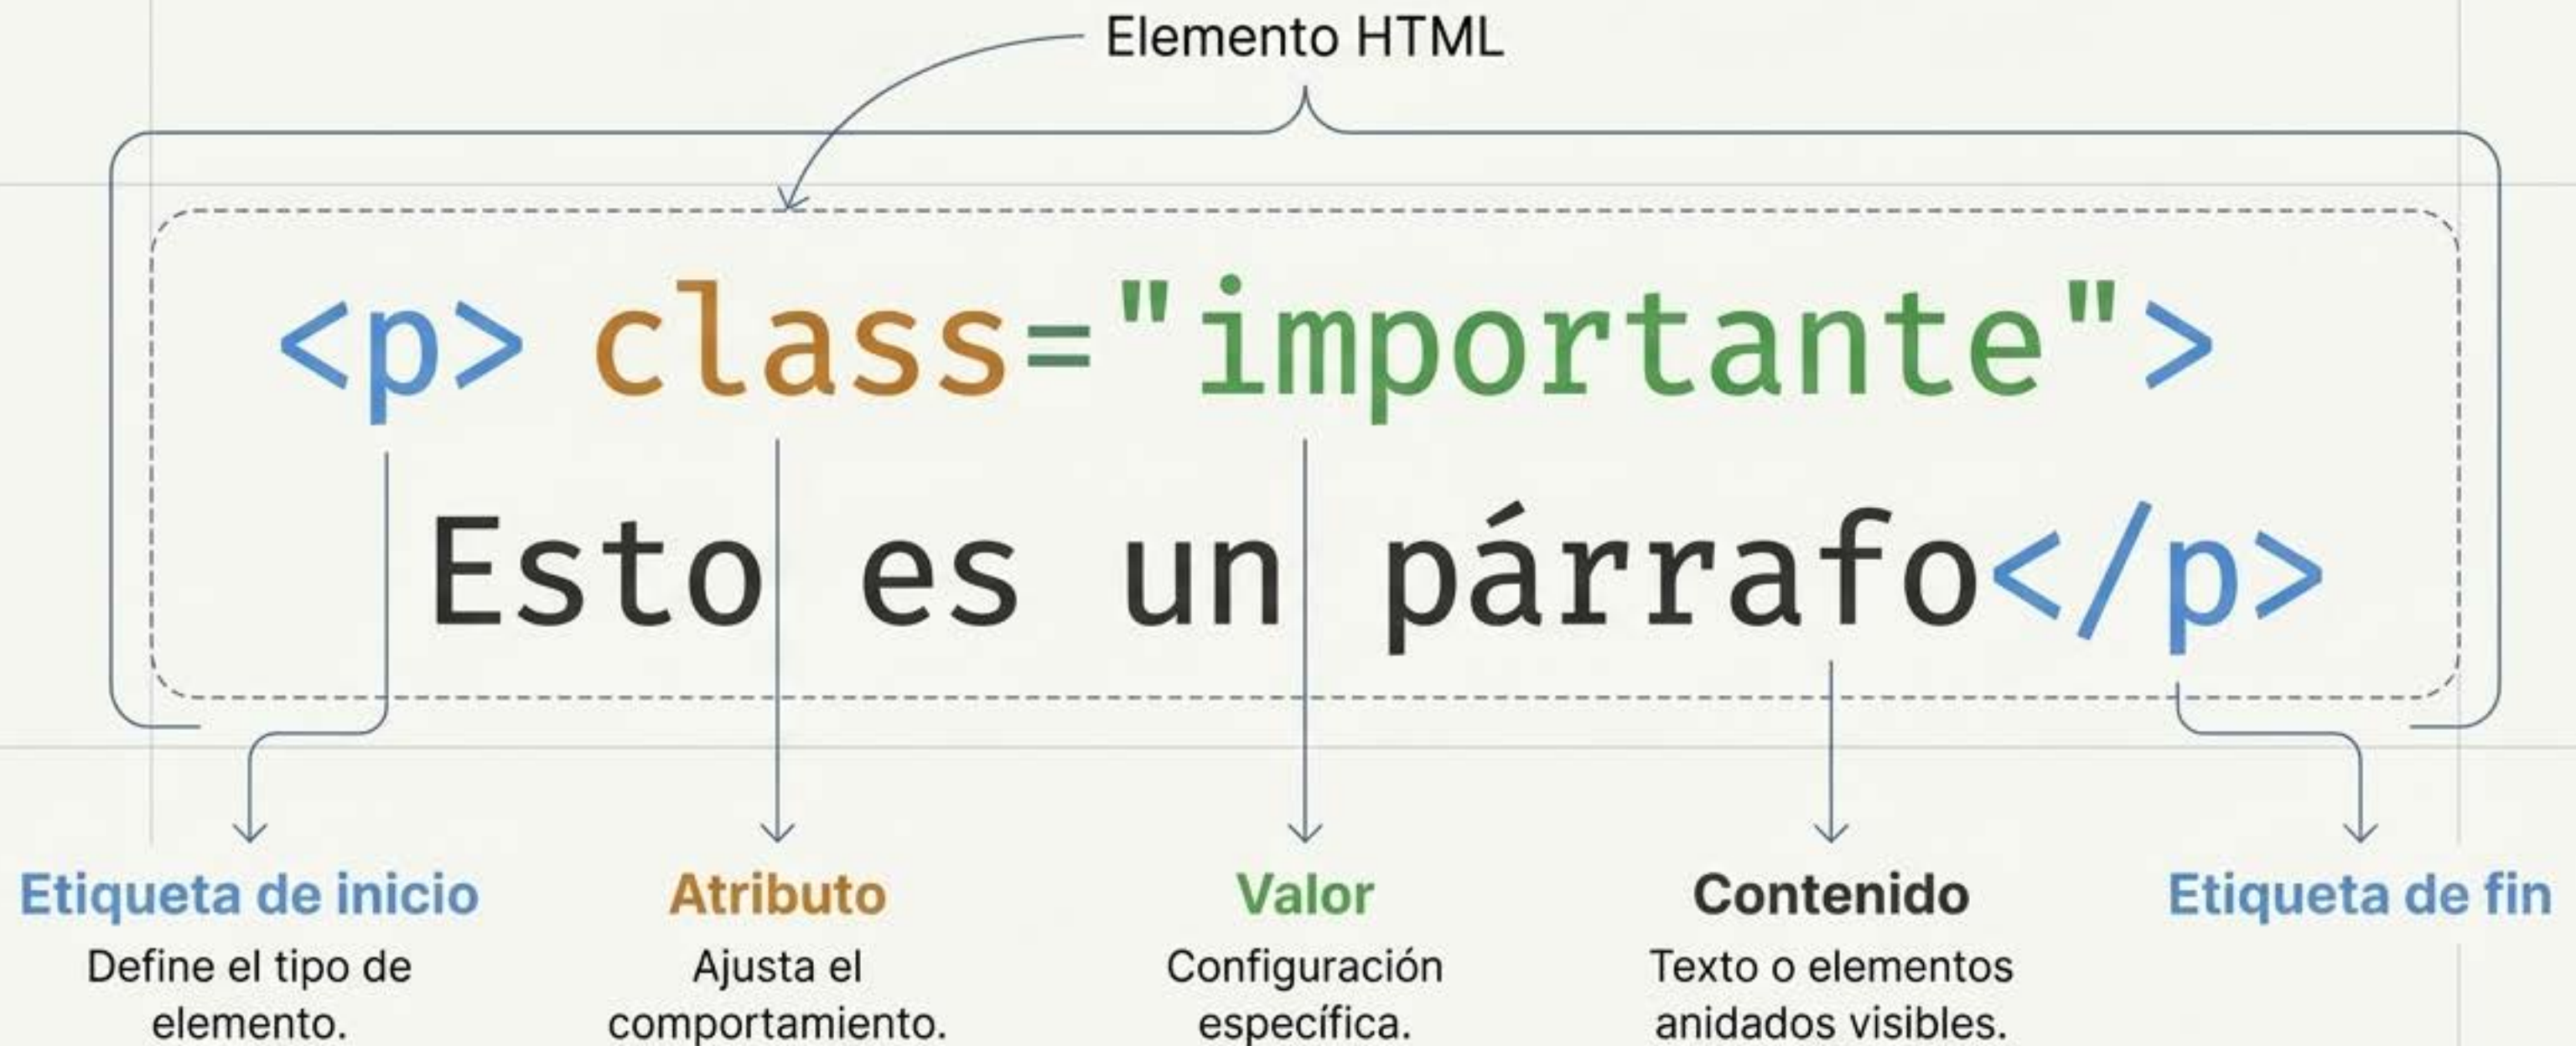 Elemento HTML
<p> class="importante">
Esto es un párrafo</p>
Etiqueta de inicio
Define el tipo de
elemento.
Atributo
Ajusta el
comportamiento.
Valor
Configuración
específica.
Contenido
Texto o elementos
anidados visibles.
Etiqueta de fin